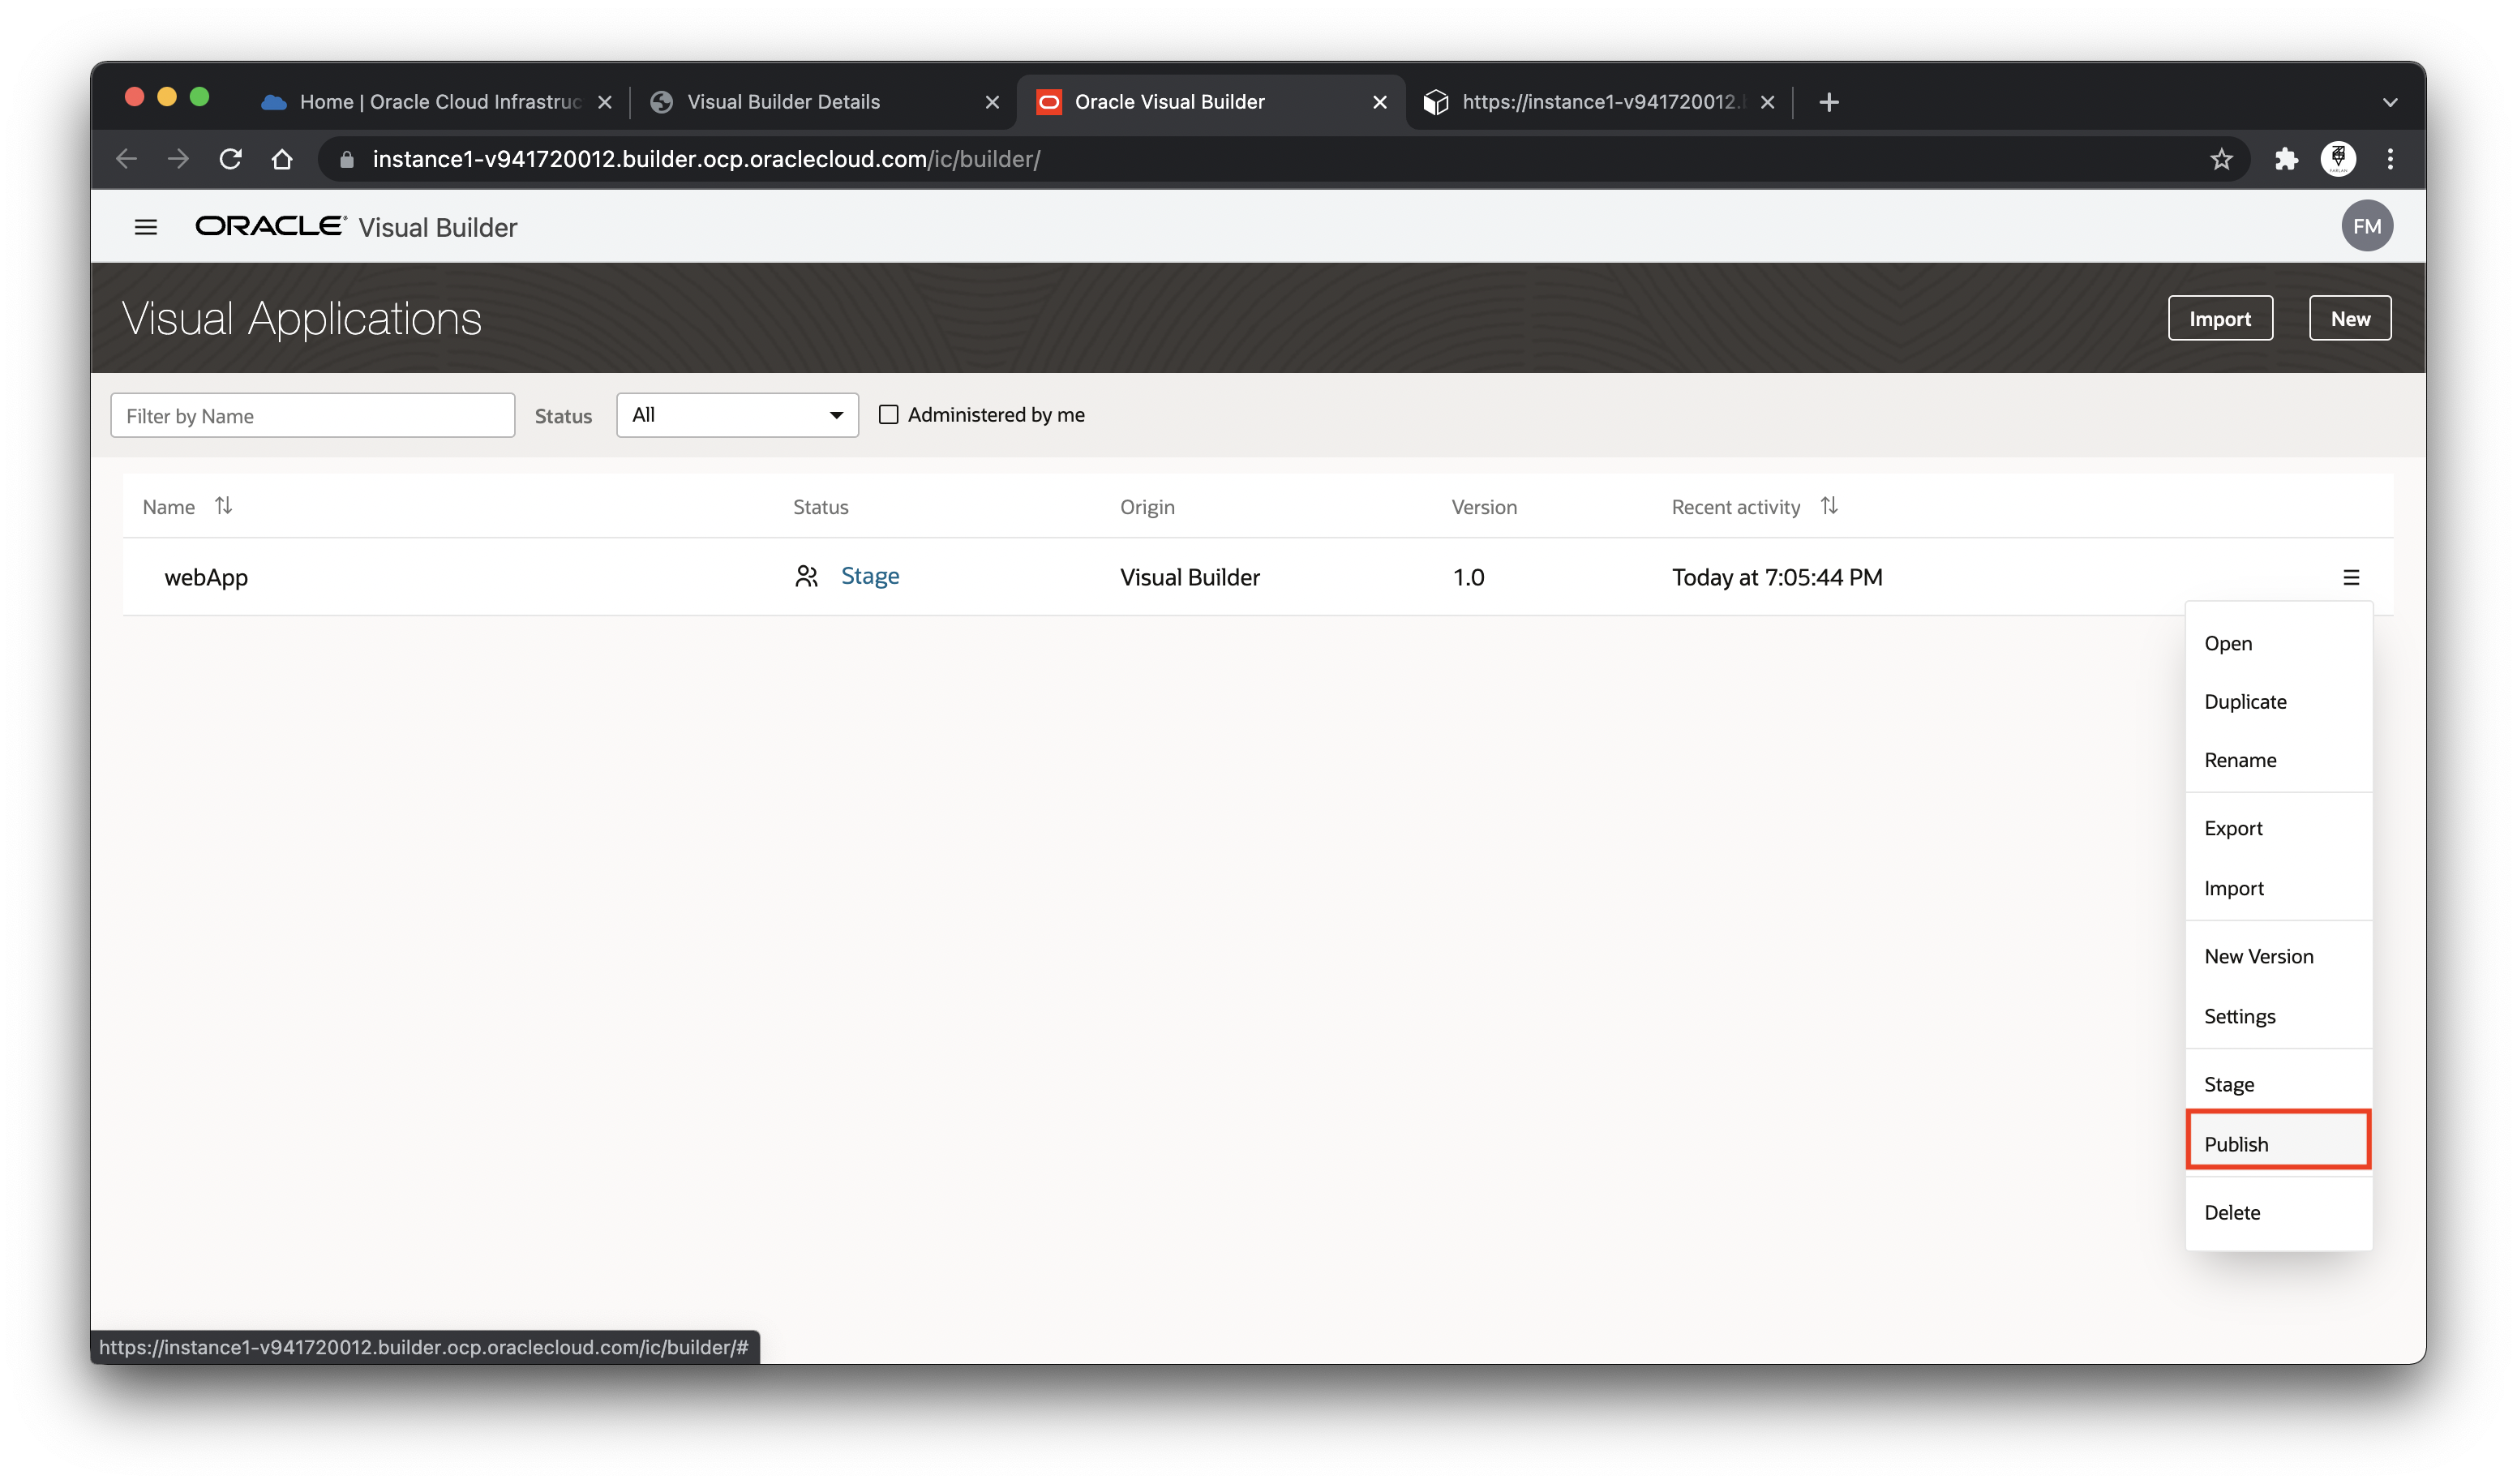 Home | Oracle Cloud Infrastruc
Visual Builder Details
Oracle Visual Builder
https://instance1-v941720012.
instance1-v941720012.builder.ocp.oraclecloud.com/ic/builder/
ORACLE Visual Builder
FM
Visual Applications
Import
New
Filter by Name
Status
All
Administered by me
Name
Status
Origin
Version
Recent activity
webApp
Stage
Visual Builder
1.0
Today at 7:05:44 PM
Open
Duplicate
Rename
Export
Import
New Version
Settings
Stage
Publish
Delete
https://instance1-v941720012.builder.ocp.oraclecloud.com/ic/builder/#